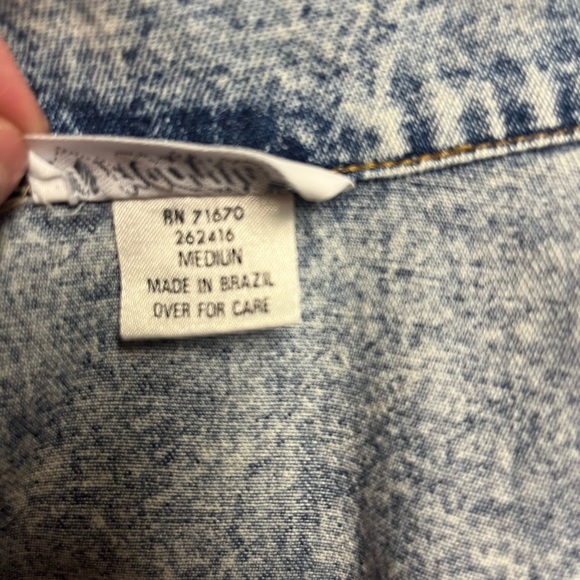 RN 71670
262416
MEDIUN
MADE IN BRAZIL
OVER FOR CARE